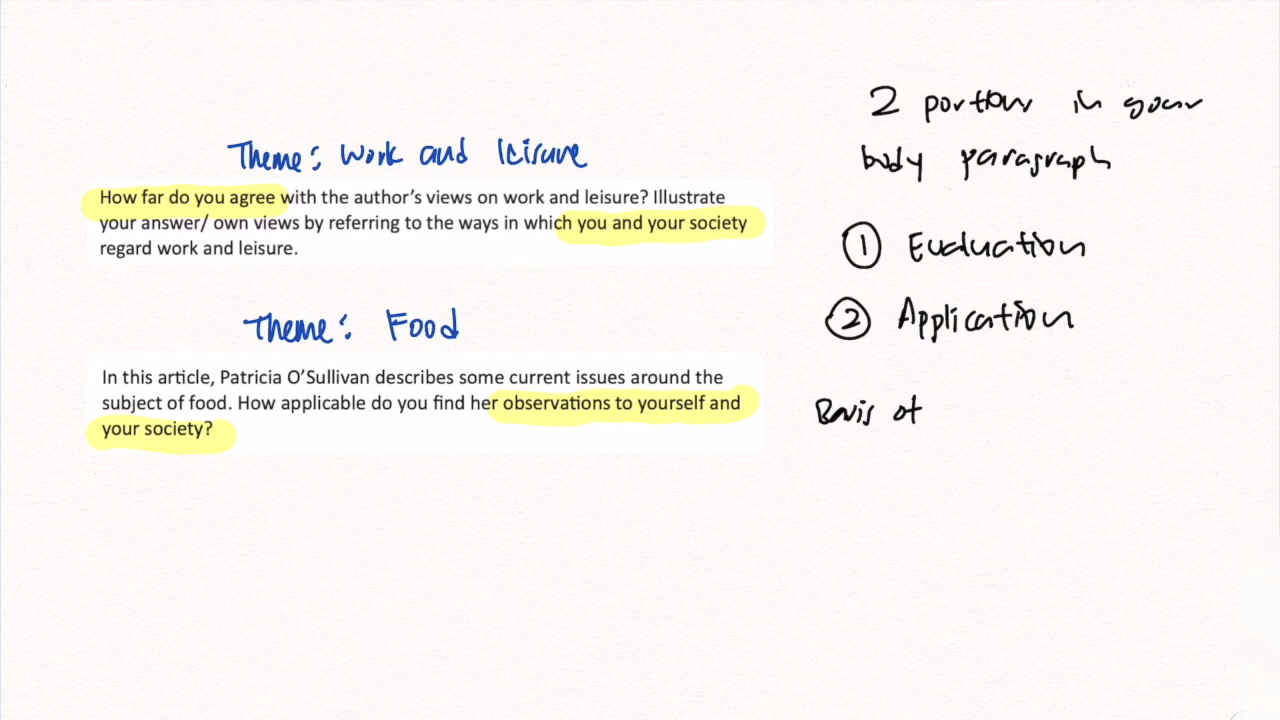 Theme: Work and leisure
How far do you agree with the author's views on work and leisure? Illustrate
your answer/ own views by referring to the ways in which you and your society
regard work and leisure.
Theme: Food
In this article, Patricia O'Sullivan describes some current issues around the
subject of food. How applicable do you find her observations to yourself and
your society?
2 portions in your
body paragraph
① Evaluation
② Application
Basis of